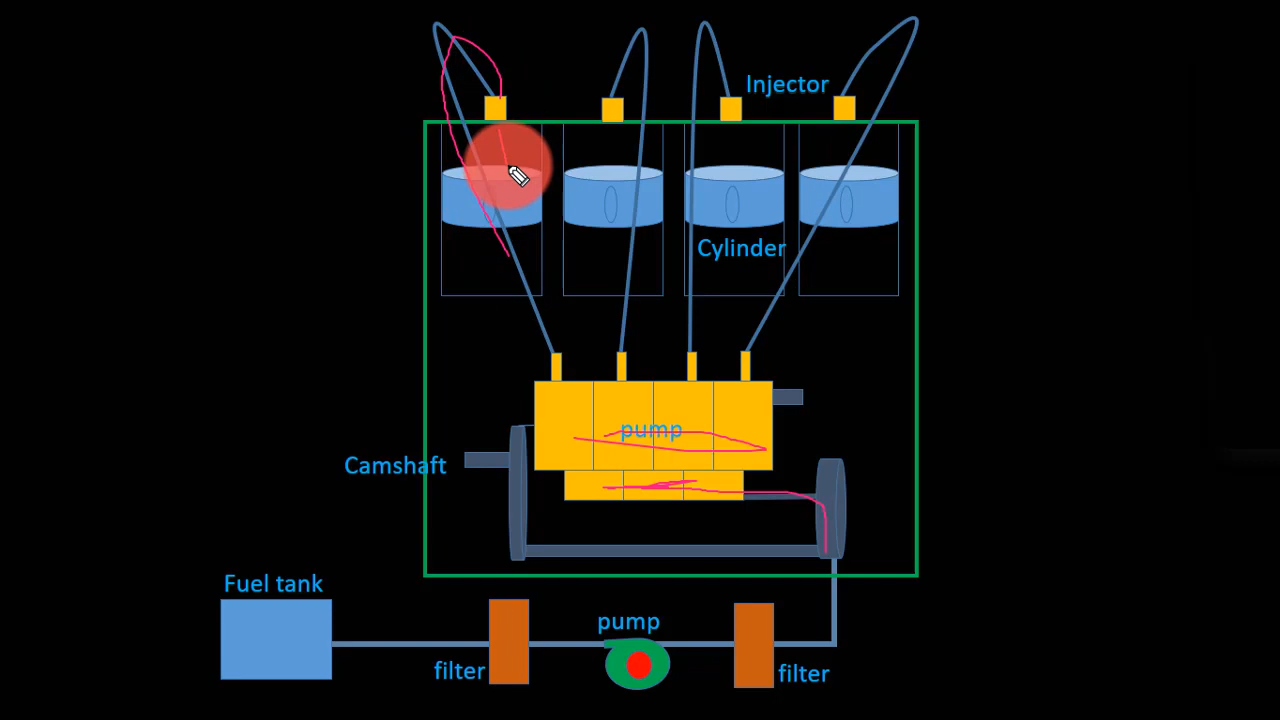 Injector
Cylinder
pump
Camshaft
Fuel tank
pump
filter
filter